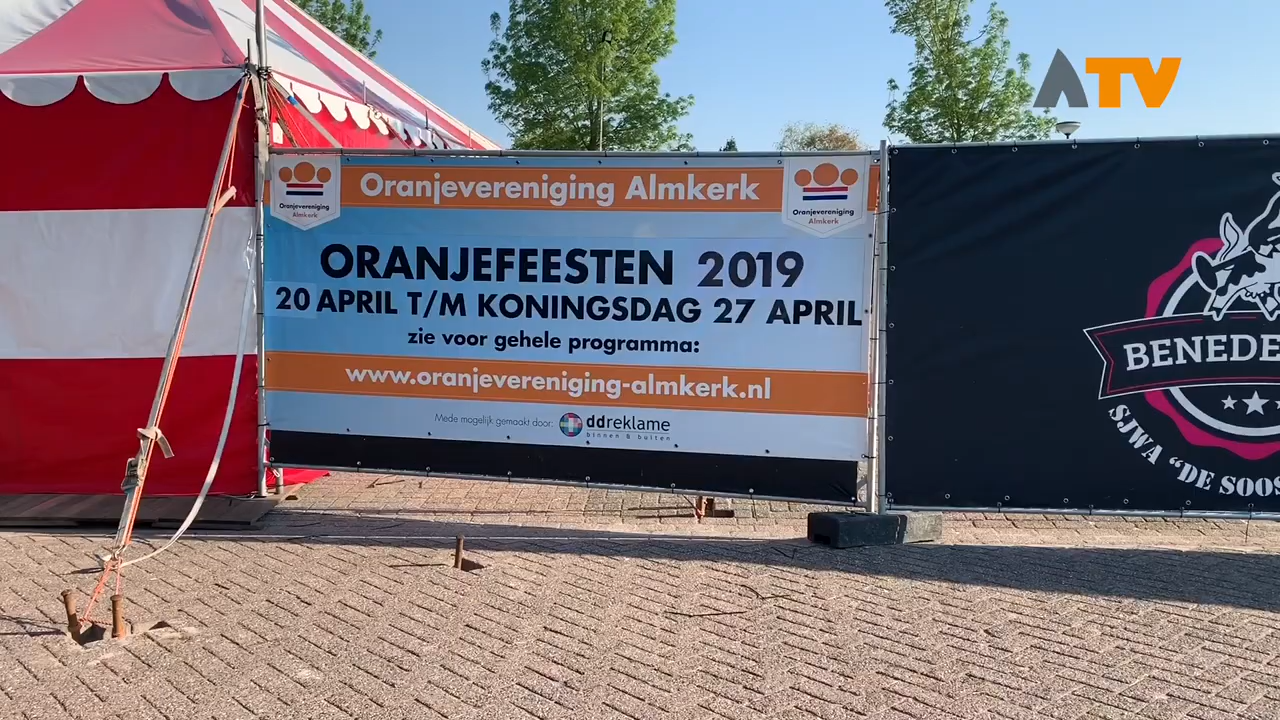 ATV
Oranjevereniging Almkerk
Oranjevereniging
Almkerk
Oranjevereniging
Almkerk
ORANJEFEESTEN 2019
20 APRIL T/M KONINGSDAG 27 APRIL
zie voor gehele programma:
www.oranjevereniging-almkerk.nl
Mede mogelijk gemaakt door: ddreklame
binnen & buiten
BENEDE
SJWA "DE SOOS